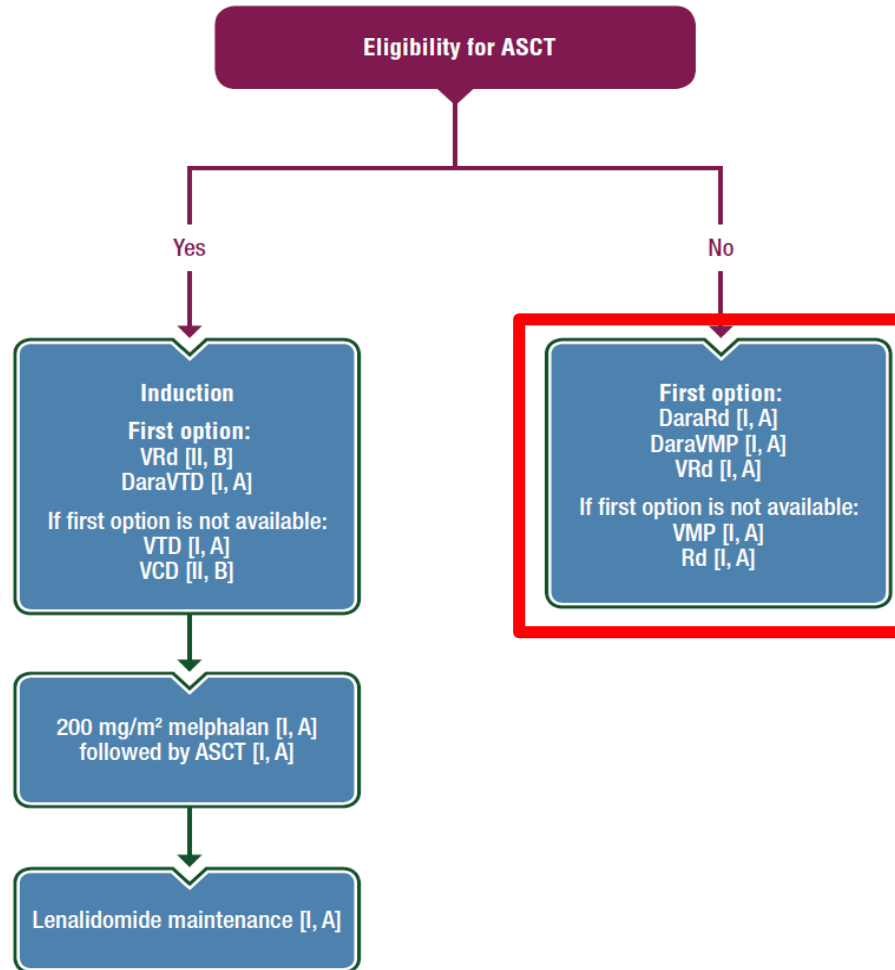 Eligibility for ASCT
Yes
No
Induction
First option:
VRd [II, B]
DaraVTD [I, A]
If first option is not available:
VTD [I, A]
VCD [II, B]
First option:
DaraRd [I, A]
DaraVMP [I, A]
VRd [I, A]
If first option is not available:
VMP [I, A]
Rd [I, A]
200 mg/m² melphalan [I, A]
followed by ASCT [I, A]
Lenalidomide maintenance [I, A]